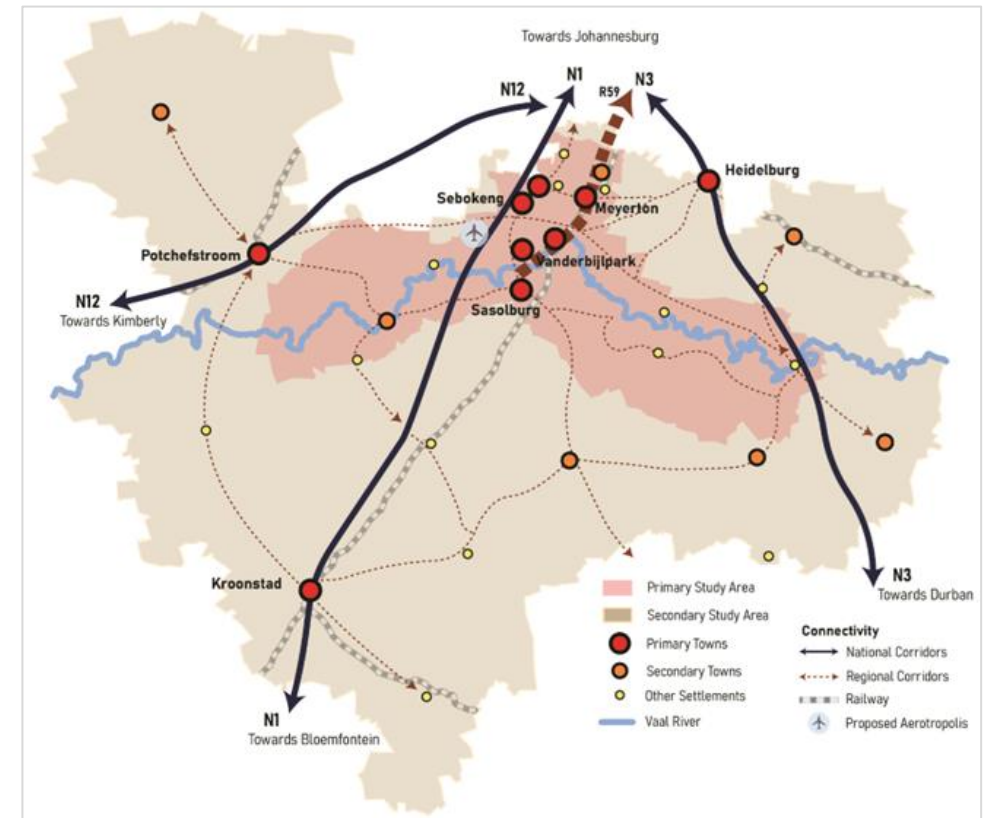 Towards Johannesburg
N12
N1
R59
N3
Heidelburg
Sebokeng
Meyerton
Potchefstroom
Vanderbijlpark
N12
Towards Kimberly
Sasolburg
Kroonstad
N1
Towards Bloemfontein
N3
Towards Durban
Primary Study Area
Secondary Study Area
Primary Towns
Secondary Towns
Other Settlements
Vaal River
Connectivity
National Corridors
Regional Corridors
Railway
Proposed Aerotropolis